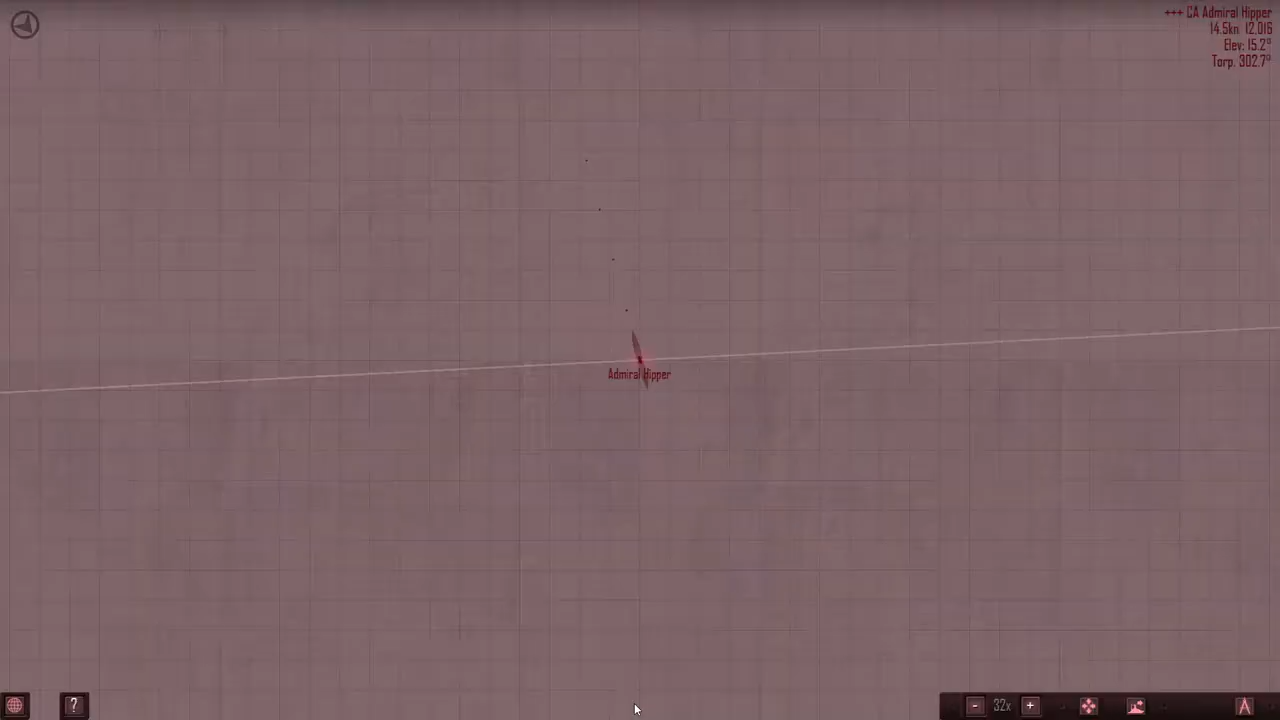 +++ CA Admiral Hipper
14.5kn 12,016
Elev: 15.2°
Torp. 302.7°
Admiral Hipper
?
- 32x +